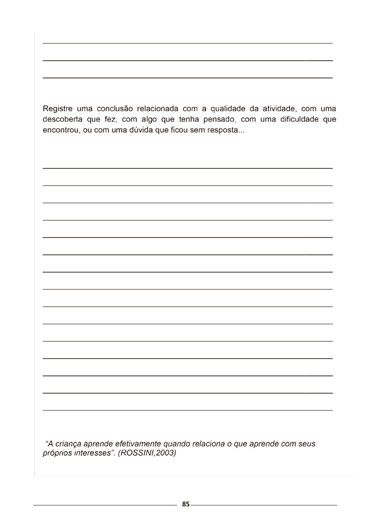 Registre uma conclusão relacionada com a qualidade da atividade, com uma
descoberta que fez, com algo que tenha pensado, com uma dificuldade que
encontrou, ou com uma dúvida que ficou sem resposta...
“A criança aprende efetivamente quando relaciona o que aprende com seus
próprios interesses”. (ROSSINI,2003)
85